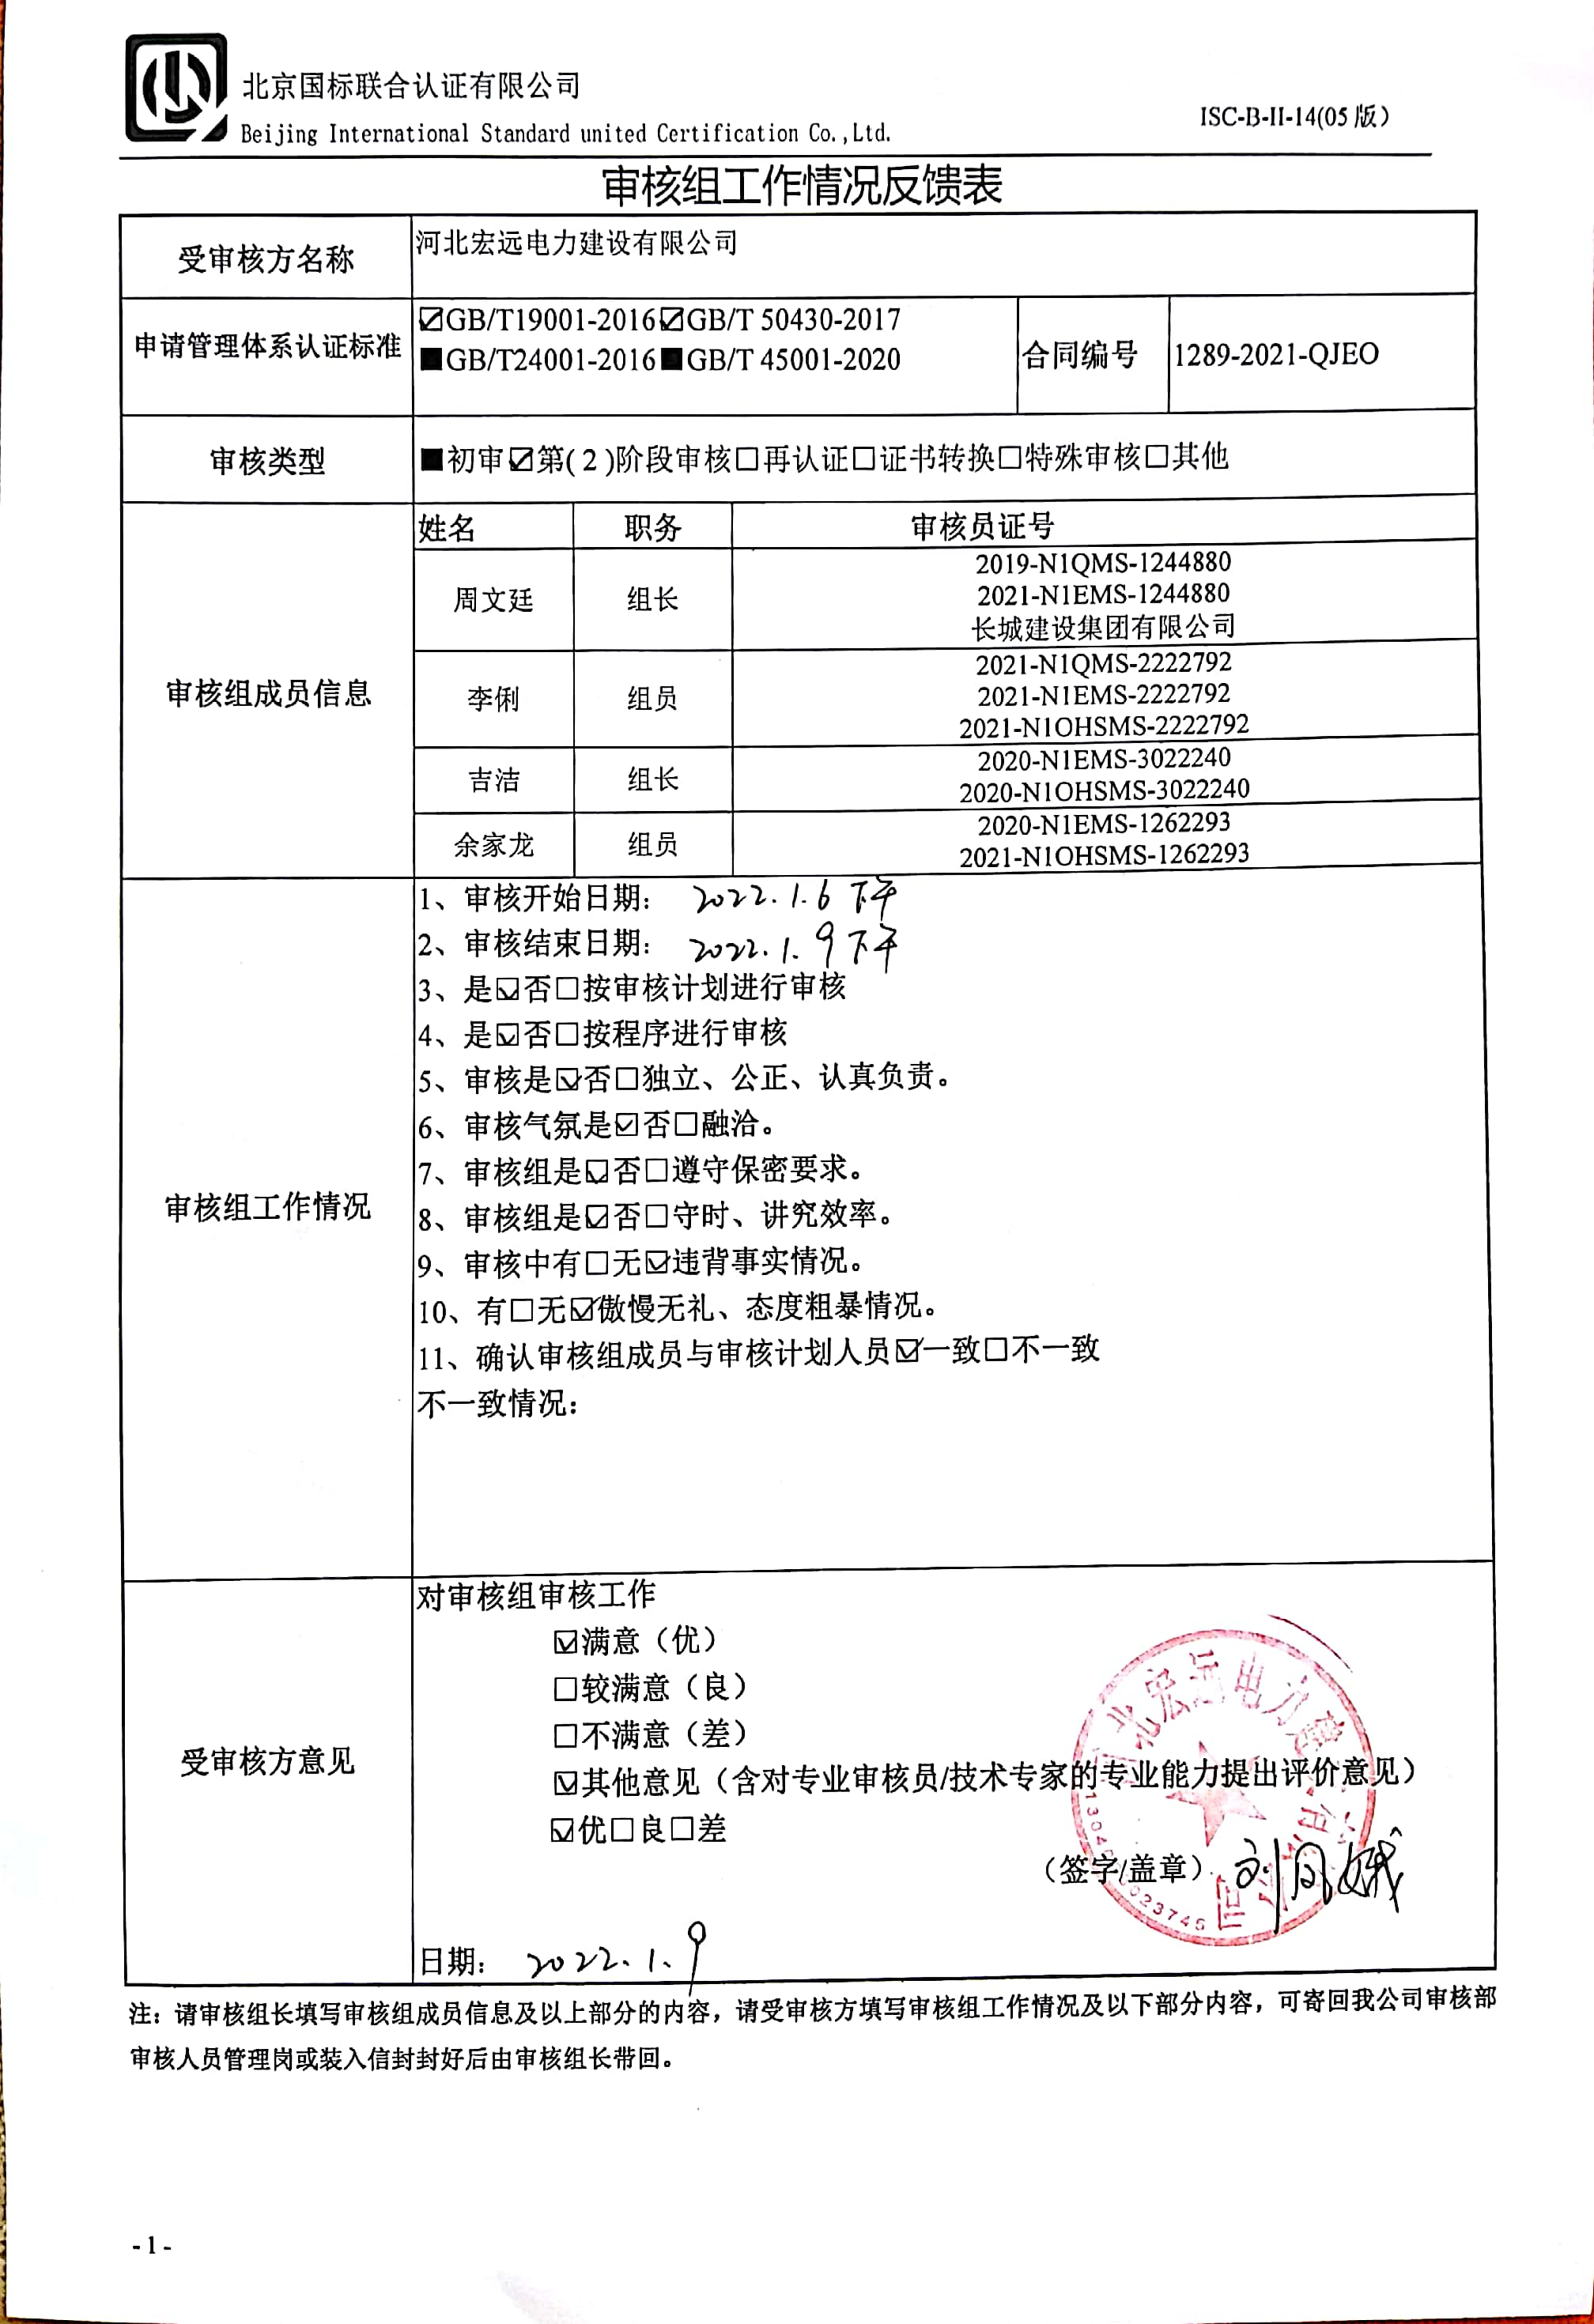 北京国标联合认证有限公司
Beijing International Standard united Certification Co.,Ltd.
ISC-B-II-14(05版)
审核组工作情况反馈表
受审核方名称
河北宏远电力建设有限公司
申请管理体系认证标准
☑GB/T19001-2016☑GB/T 50430-2017
■GB/T24001-2016■GB/T 45001-2020
合同编号
1289-2021-QJEO
审核类型
■初审☑第(2)阶段审核□再认证□证书转换□特殊审核□其他
审核组成员信息
姓名 职务 审核员证号
周文廷 组长
2019-N1QMS-1244880
2021-N1EMS-1244880
长城建设集团有限公司
李俐 组员
2021-N1QMS-2222792
2021-N1EMS-2222792
2021-N1OHSMS-2222792
吉洁 组长
2020-N1EMS-3022240
2020-N1OHSMS-3022240
余家龙 组员
2020-N1EMS-1262293
2021-N1OHSMS-1262293
审核组工作情况
1、审核开始日期： 2022.1.6下午
2、审核结束日期： 2022.1.9下午
3、是☑否□按审核计划进行审核
4、是☑否□按程序进行审核
5、审核是☑否□独立、公正、认真负责。
6、审核气氛是☑否□融洽。
7、审核组是☑否□遵守保密要求。
8、审核组是☑否□守时、讲究效率。
9、审核中有□无☑违背事实情况。
10、有□无☑傲慢无礼、态度粗暴情况。
11、确认审核组成员与审核计划人员☑一致□不一致
不一致情况：
受审核方意见
对审核组审核工作
☑满意（优）
□较满意（良）
□不满意（差）
☑其他意见（含对专业审核员/技术专家的专业能力提出评价意见）
☑优□良□差
（签字/盖章）
日期： 2022.1.9
注：请审核组长填写审核组成员信息及以上部分的内容，请受审核方填写审核组工作情况及以下部分内容，可寄回我公司审核部
审核人员管理岗或装入信封封好后由审核组长带回。
- 1 -